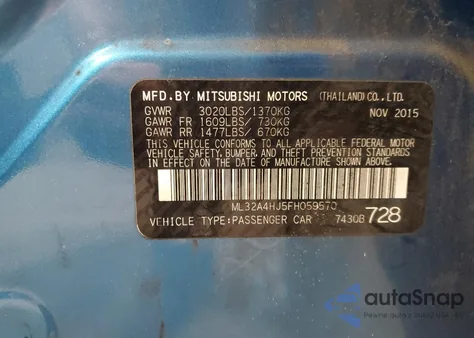 MFD.BY MITSUBISHI MOTORS (THAILAND)CO.,LTD.
GVWR 3020LBS/1370KG NOV 2015
GAWR FR 1609LBS/ 730KG
GAWR RR 1477LBS/ 670KG
THIS VEHICLE CONFORMS TO ALL APPLICABLE FEDERAL MOTOR
VEHICLE SAFETY,BUMPER, AND THEFT PREVENTION STANDARDS IN
EFFECT ON THE DATE OF MANUFACTURE SHOWN ABOVE.
ML32A4HJ5FH059570
VEHICLE TYPE:PASSENGER CAR 7430B 728
autoSnap